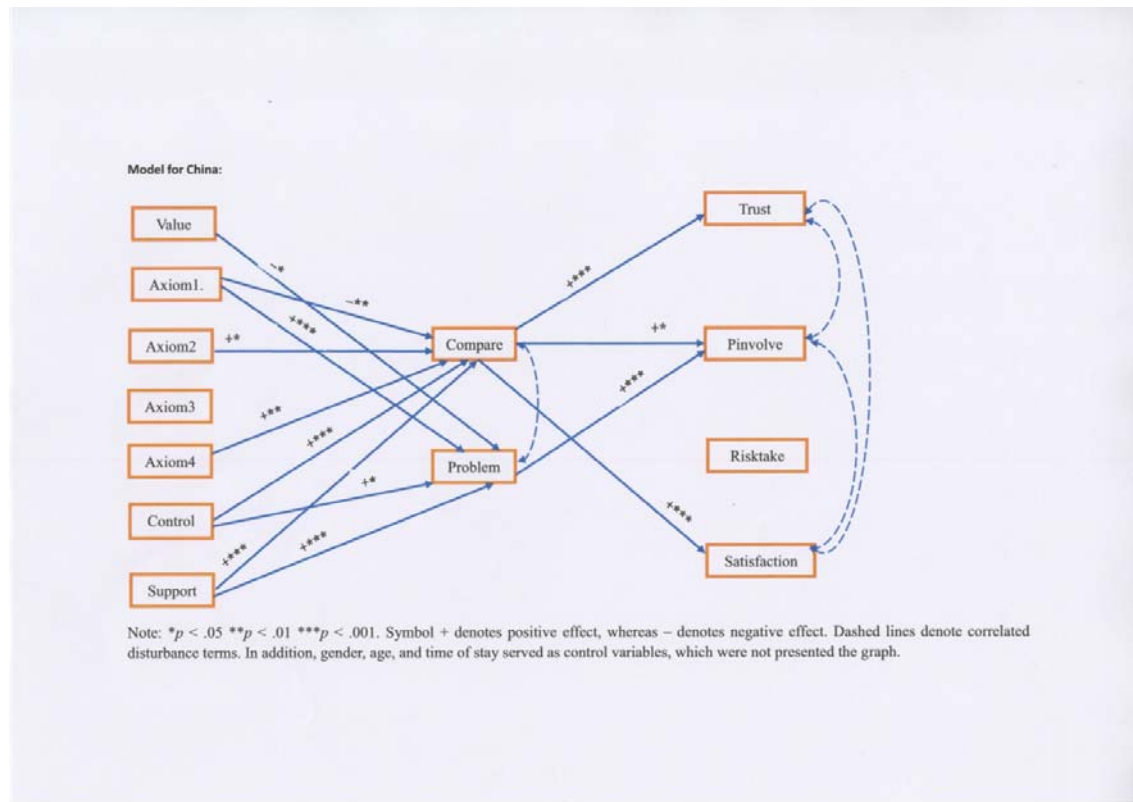 Model for China:
Value
Trust
−*
+***
Axiom1.
−**
+***
Axiom2
+*
Compare
+*
Pinvolve
+***
Axiom3
+**
+***
Axiom4
Problem
Risktake
+*
Control
+***
+***
+***
Satisfaction
Support
Note: *p < .05 **p < .01 ***p < .001. Symbol + denotes positive effect, whereas − denotes negative effect. Dashed lines denote correlated
disturbance terms. In addition, gender, age, and time of stay served as control variables, which were not presented the graph.